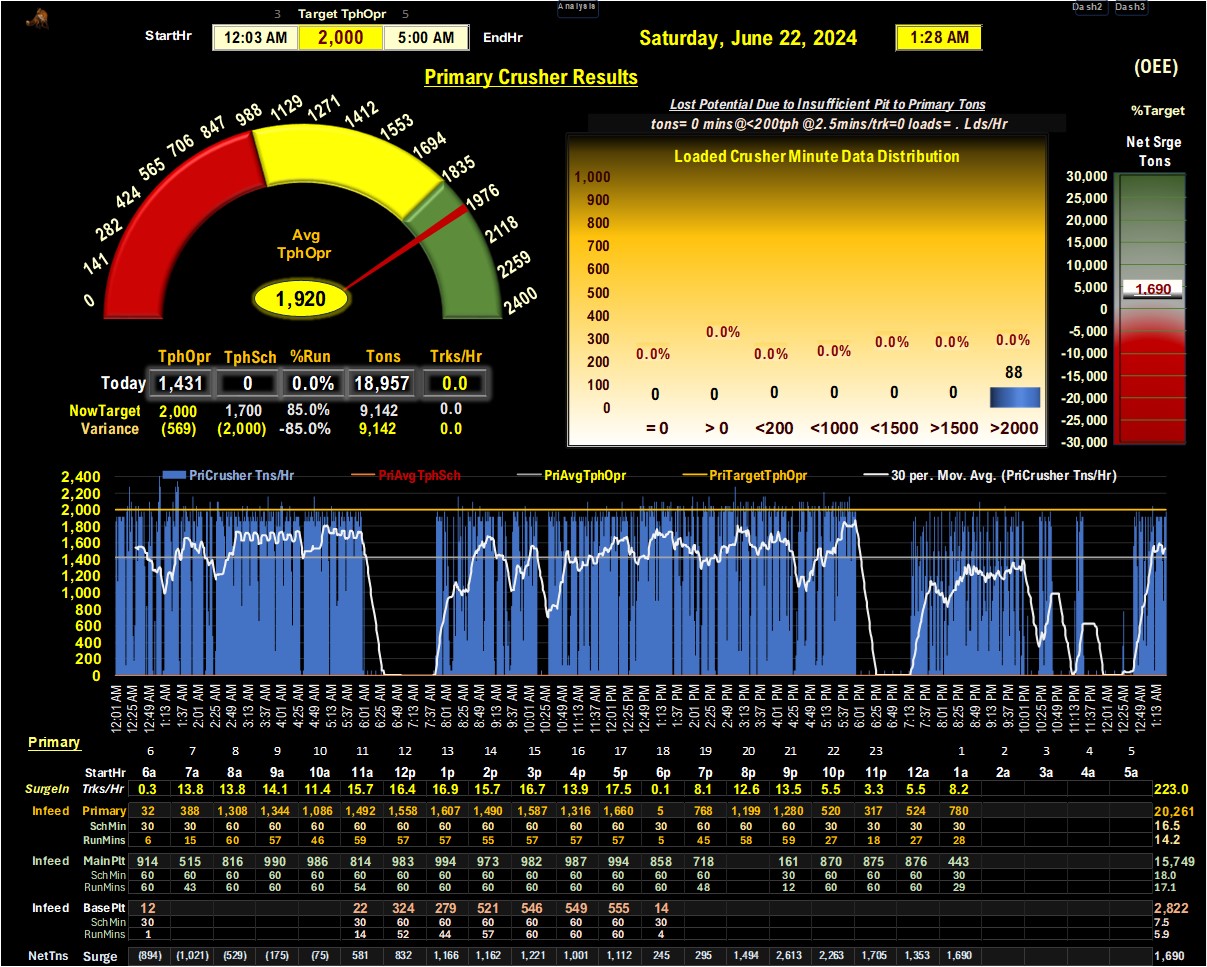 Analysis
Dash2 Dash3
3 Target TphOpr 5
StartHr 12:03 AM 2,000 5:00 AM EndHr
Saturday, June 22, 2024 1:28 AM
Primary Crusher Results
(OEE)
%Target
Lost Potential Due to Insufficient Pit to Primary Tons
tons= 0 mins@<200tph @2.5mins/trk=0 loads= . Lds/Hr
0 141 282 424 565 706 847 988 1129 1271 1412 1553 1694 1835 1976 2118 2259 2400
Avg
TphOpr
1,920
Loaded Crusher Minute Data Distribution
1,000
900
800
700
600
500
400
300
200
100
0
0.0% 0.0% 0.0% 0.0% 0.0% 0.0% 0.0%
0 0 0 0 0 0 88
= 0 > 0 <200 <1000 <1500 >1500 >2000
Net Srge
Tons
30,000
25,000
20,000
15,000
10,000
5,000
0
-5,000
-10,000
-15,000
-20,000
-25,000
-30,000
1,690
TphOpr TphSch %Run Tons Trks/Hr
Today 1,431 0 0.0% 18,957 0.0
NowTarget 2,000 1,700 85.0% 9,142 0.0
Variance (569) (2,000) -85.0% 9,142 0.0
PriCrusher Tns/Hr PriAvgTphSch PriAvgTphOpr PriTargetTphOpr 30 per. Mov. Avg. (PriCrusher Tns/Hr)
2,400
2,200
2,000
1,800
1,600
1,400
1,200
1,000
800
600
400
200
0
12:01 AM 12:25 AM 12:49 AM 1:13 AM 1:37 AM 2:01 AM 2:25 AM 2:49 AM 3:13 AM 3:37 AM 4:01 AM 4:25 AM 4:49 AM 5:13 AM 5:37 AM 6:01 AM 6:25 AM 6:49 AM 7:13 AM 7:37 AM 8:01 AM 8:25 AM 8:49 AM 9:13 AM 9:37 AM 10:01 AM 10:25 AM 10:49 AM 11:13 AM 11:37 AM 12:01 PM 12:25 PM 12:49 PM 1:13 PM 1:37 PM 2:01 PM 2:25 PM 2:49 PM 3:13 PM 3:37 PM 4:01 PM 4:25 PM 4:49 PM 5:13 PM 5:37 PM 6:01 PM 6:25 PM 6:49 PM 7:13 PM 7:37 PM 8:01 PM 8:25 PM 8:49 PM 9:13 PM 9:37 PM 10:01 PM 10:25 PM 10:49 PM 11:13 PM 11:37 PM 12:01 AM 12:25 AM 12:49 AM 1:13 AM
Primary 6 7 8 9 10 11 12 13 14 15 16 17 18 19 20 21 22 23 1 2 3 4 5
StartHr 6a 7a 8a 9a 10a 11a 12p 1p 2p 3p 4p 5p 6p 7p 8p 9p 10p 11p 12a 1a 2a 3a 4a 5a
SurgeIn Trks/Hr 0.3 13.8 13.8 14.1 11.4 15.7 16.4 16.9 15.7 16.7 13.9 17.5 0.1 8.1 12.6 13.5 5.5 3.3 5.5 8.2 223.0
Infeed Primary 32 388 1,308 1,344 1,086 1,492 1,558 1,607 1,490 1,587 1,316 1,660 5 768 1,199 1,280 520 317 524 780 20,261
SchMin 30 30 60 60 60 60 60 60 60 60 60 60 30 60 60 60 30 30 30 30 16.5
RunMins 6 15 60 57 46 59 57 57 55 57 57 60 5 45 58 59 27 18 27 28 14.2
Infeed MainPlt 914 515 816 990 986 814 983 994 973 982 987 994 858 718 161 870 875 876 443 15,749
SchMin 60 60 60 60 60 60 60 60 60 60 60 60 60 60 30 60 60 60 30 18.0
RunMins 60 43 60 60 60 54 60 60 60 60 60 60 60 48 12 60 60 60 29 17.1
Infeed BasePlt 12 22 324 279 521 546 549 555 14 2,822
SchMin 30 30 60 60 60 60 60 60 30 7.5
RunMins 1 14 52 44 57 60 60 60 4 5.9
NetTns Surge (894) (1,021) (529) (175) (75) 581 832 1,166 1,162 1,221 1,001 1,112 245 295 1,494 2,613 2,263 1,705 1,353 1,690 1,690